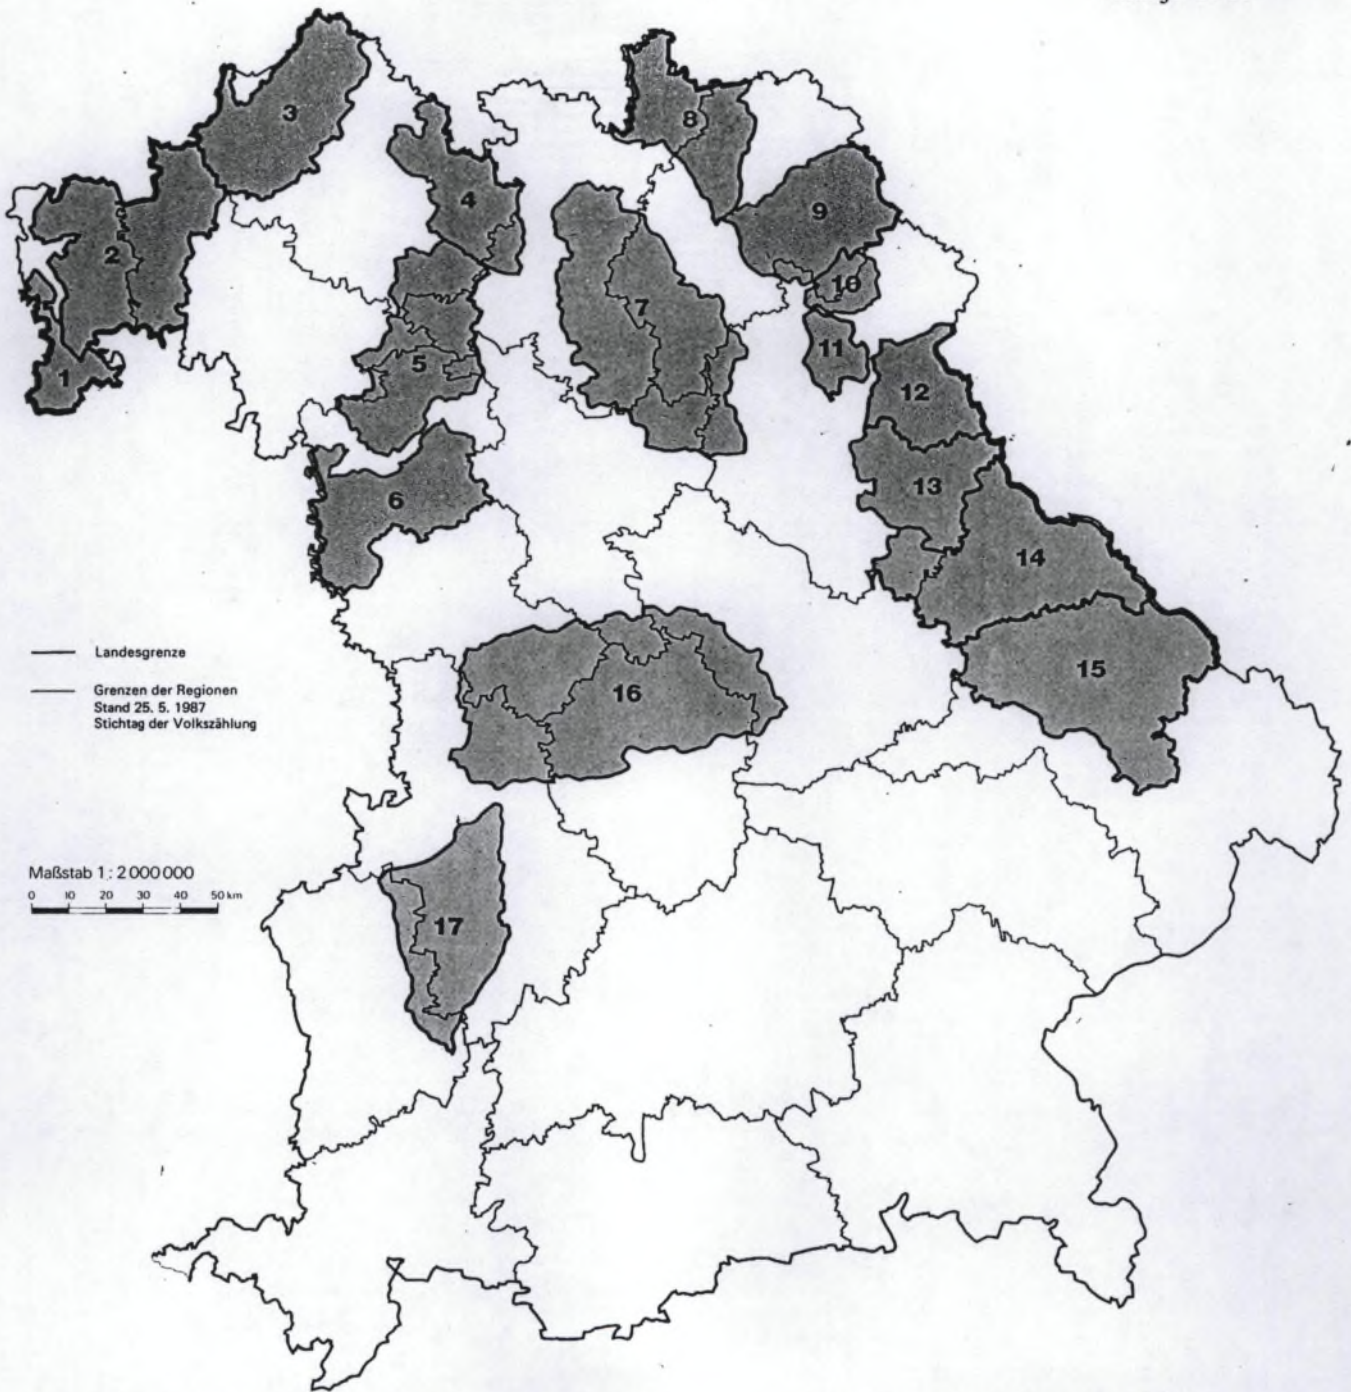 3
8
4
9
2
10
7
11
5
1
12
13
6
14
Landesgrenze
15
16
Grenzen der Regionen
Stand 25. 5. 1987
Stichtag der Volkszählung
Maßstab 1 : 2 000 000
0 10 20 30 40 50 km
17